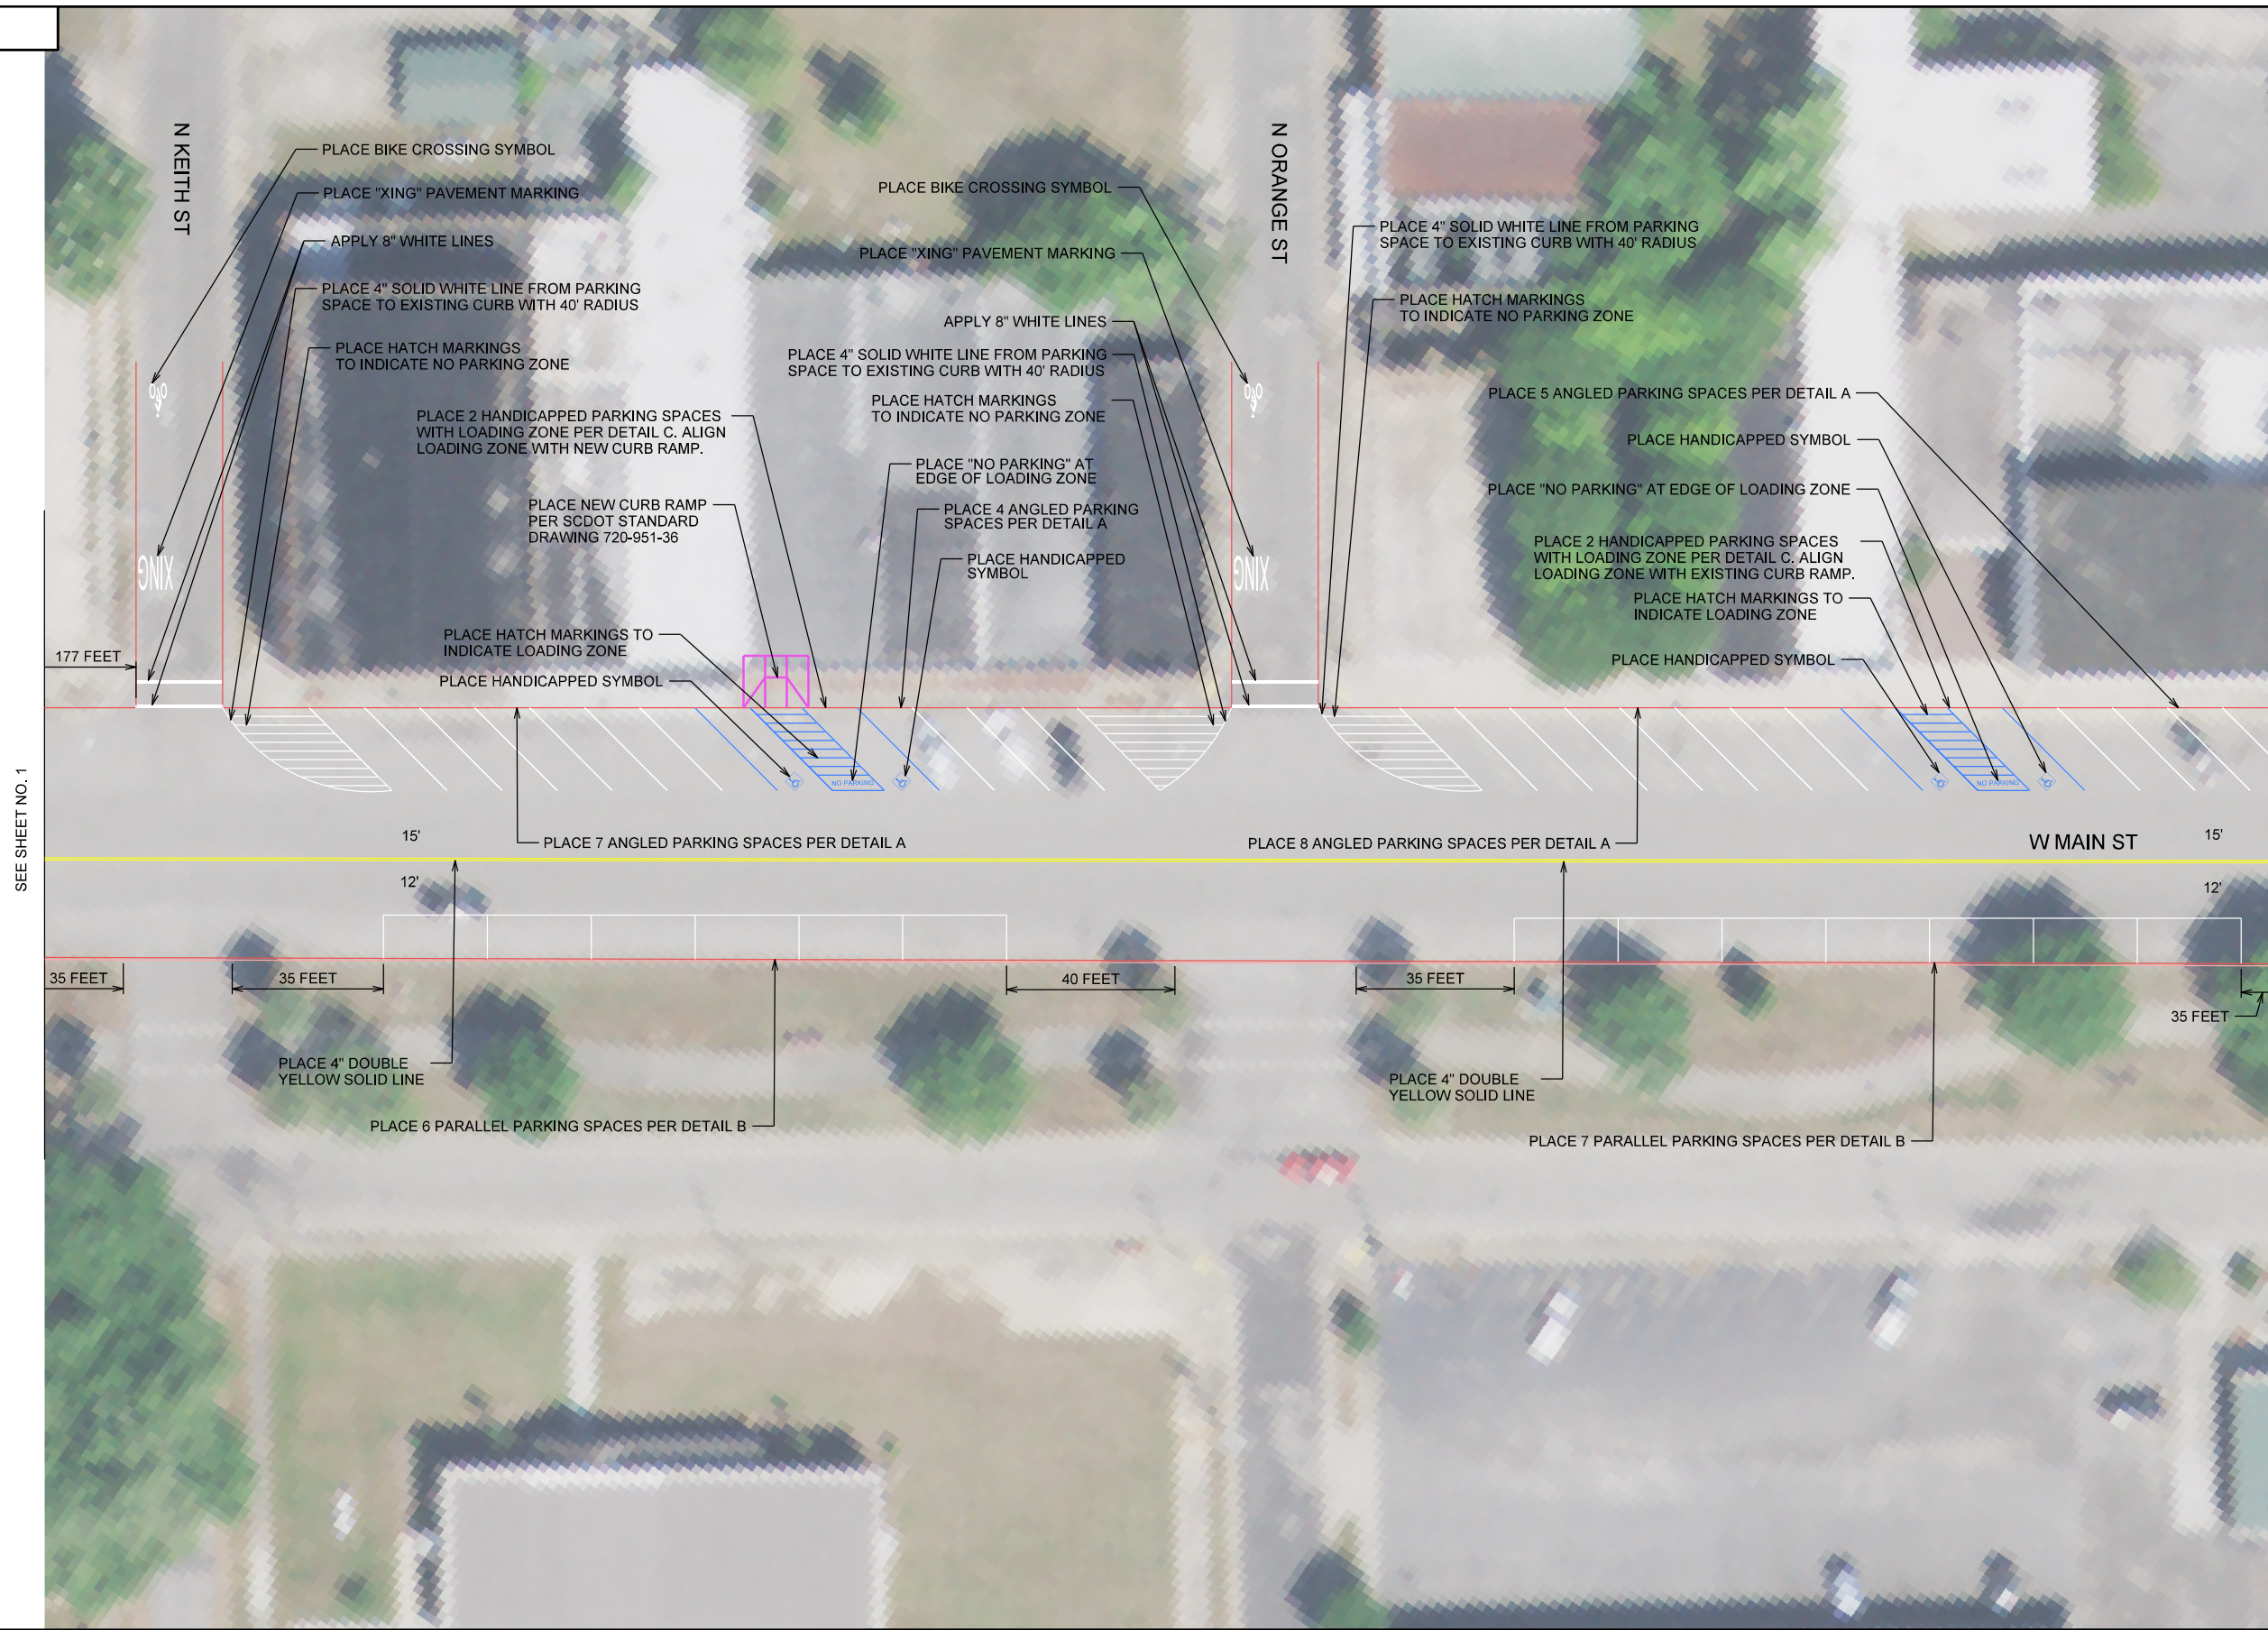 N KEITH ST
PLACE BIKE CROSSING SYMBOL
PLACE "XING" PAVEMENT MARKING
APPLY 8" WHITE LINES
PLACE 4" SOLID WHITE LINE FROM PARKING
SPACE TO EXISTING CURB WITH 40' RADIUS
PLACE HATCH MARKINGS
TO INDICATE NO PARKING ZONE
PLACE 2 HANDICAPPED PARKING SPACES
WITH LOADING ZONE PER DETAIL C. ALIGN
LOADING ZONE WITH NEW CURB RAMP.
PLACE NEW CURB RAMP
PER SCDOT STANDARD
DRAWING 720-951-36
PLACE HATCH MARKINGS TO
INDICATE LOADING ZONE
PLACE HANDICAPPED SYMBOL
XING
177 FEET
N ORANGE ST
PLACE BIKE CROSSING SYMBOL
PLACE "XING" PAVEMENT MARKING
APPLY 8" WHITE LINES
PLACE 4" SOLID WHITE LINE FROM PARKING
SPACE TO EXISTING CURB WITH 40' RADIUS
PLACE HATCH MARKINGS
TO INDICATE NO PARKING ZONE
PLACE "NO PARKING" AT
EDGE OF LOADING ZONE
PLACE 4 ANGLED PARKING
SPACES PER DETAIL A
PLACE HANDICAPPED
SYMBOL
XING
PLACE 4" SOLID WHITE LINE FROM PARKING
SPACE TO EXISTING CURB WITH 40' RADIUS
PLACE HATCH MARKINGS
TO INDICATE NO PARKING ZONE
PLACE 5 ANGLED PARKING SPACES PER DETAIL A
PLACE HANDICAPPED SYMBOL
PLACE "NO PARKING" AT EDGE OF LOADING ZONE
PLACE 2 HANDICAPPED PARKING SPACES
WITH LOADING ZONE PER DETAIL C. ALIGN
LOADING ZONE WITH EXISTING CURB RAMP.
PLACE HATCH MARKINGS TO
INDICATE LOADING ZONE
PLACE HANDICAPPED SYMBOL
NO PARKING
NO PARKING
SEE SHEET NO. 1
15'
PLACE 7 ANGLED PARKING SPACES PER DETAIL A
PLACE 8 ANGLED PARKING SPACES PER DETAIL A
W MAIN ST
15'
12'
12'
35 FEET
35 FEET
40 FEET
35 FEET
35 FEET
PLACE 4" DOUBLE
YELLOW SOLID LINE
PLACE 6 PARALLEL PARKING SPACES PER DETAIL B
PLACE 4" DOUBLE
YELLOW SOLID LINE
PLACE 7 PARALLEL PARKING SPACES PER DETAIL B